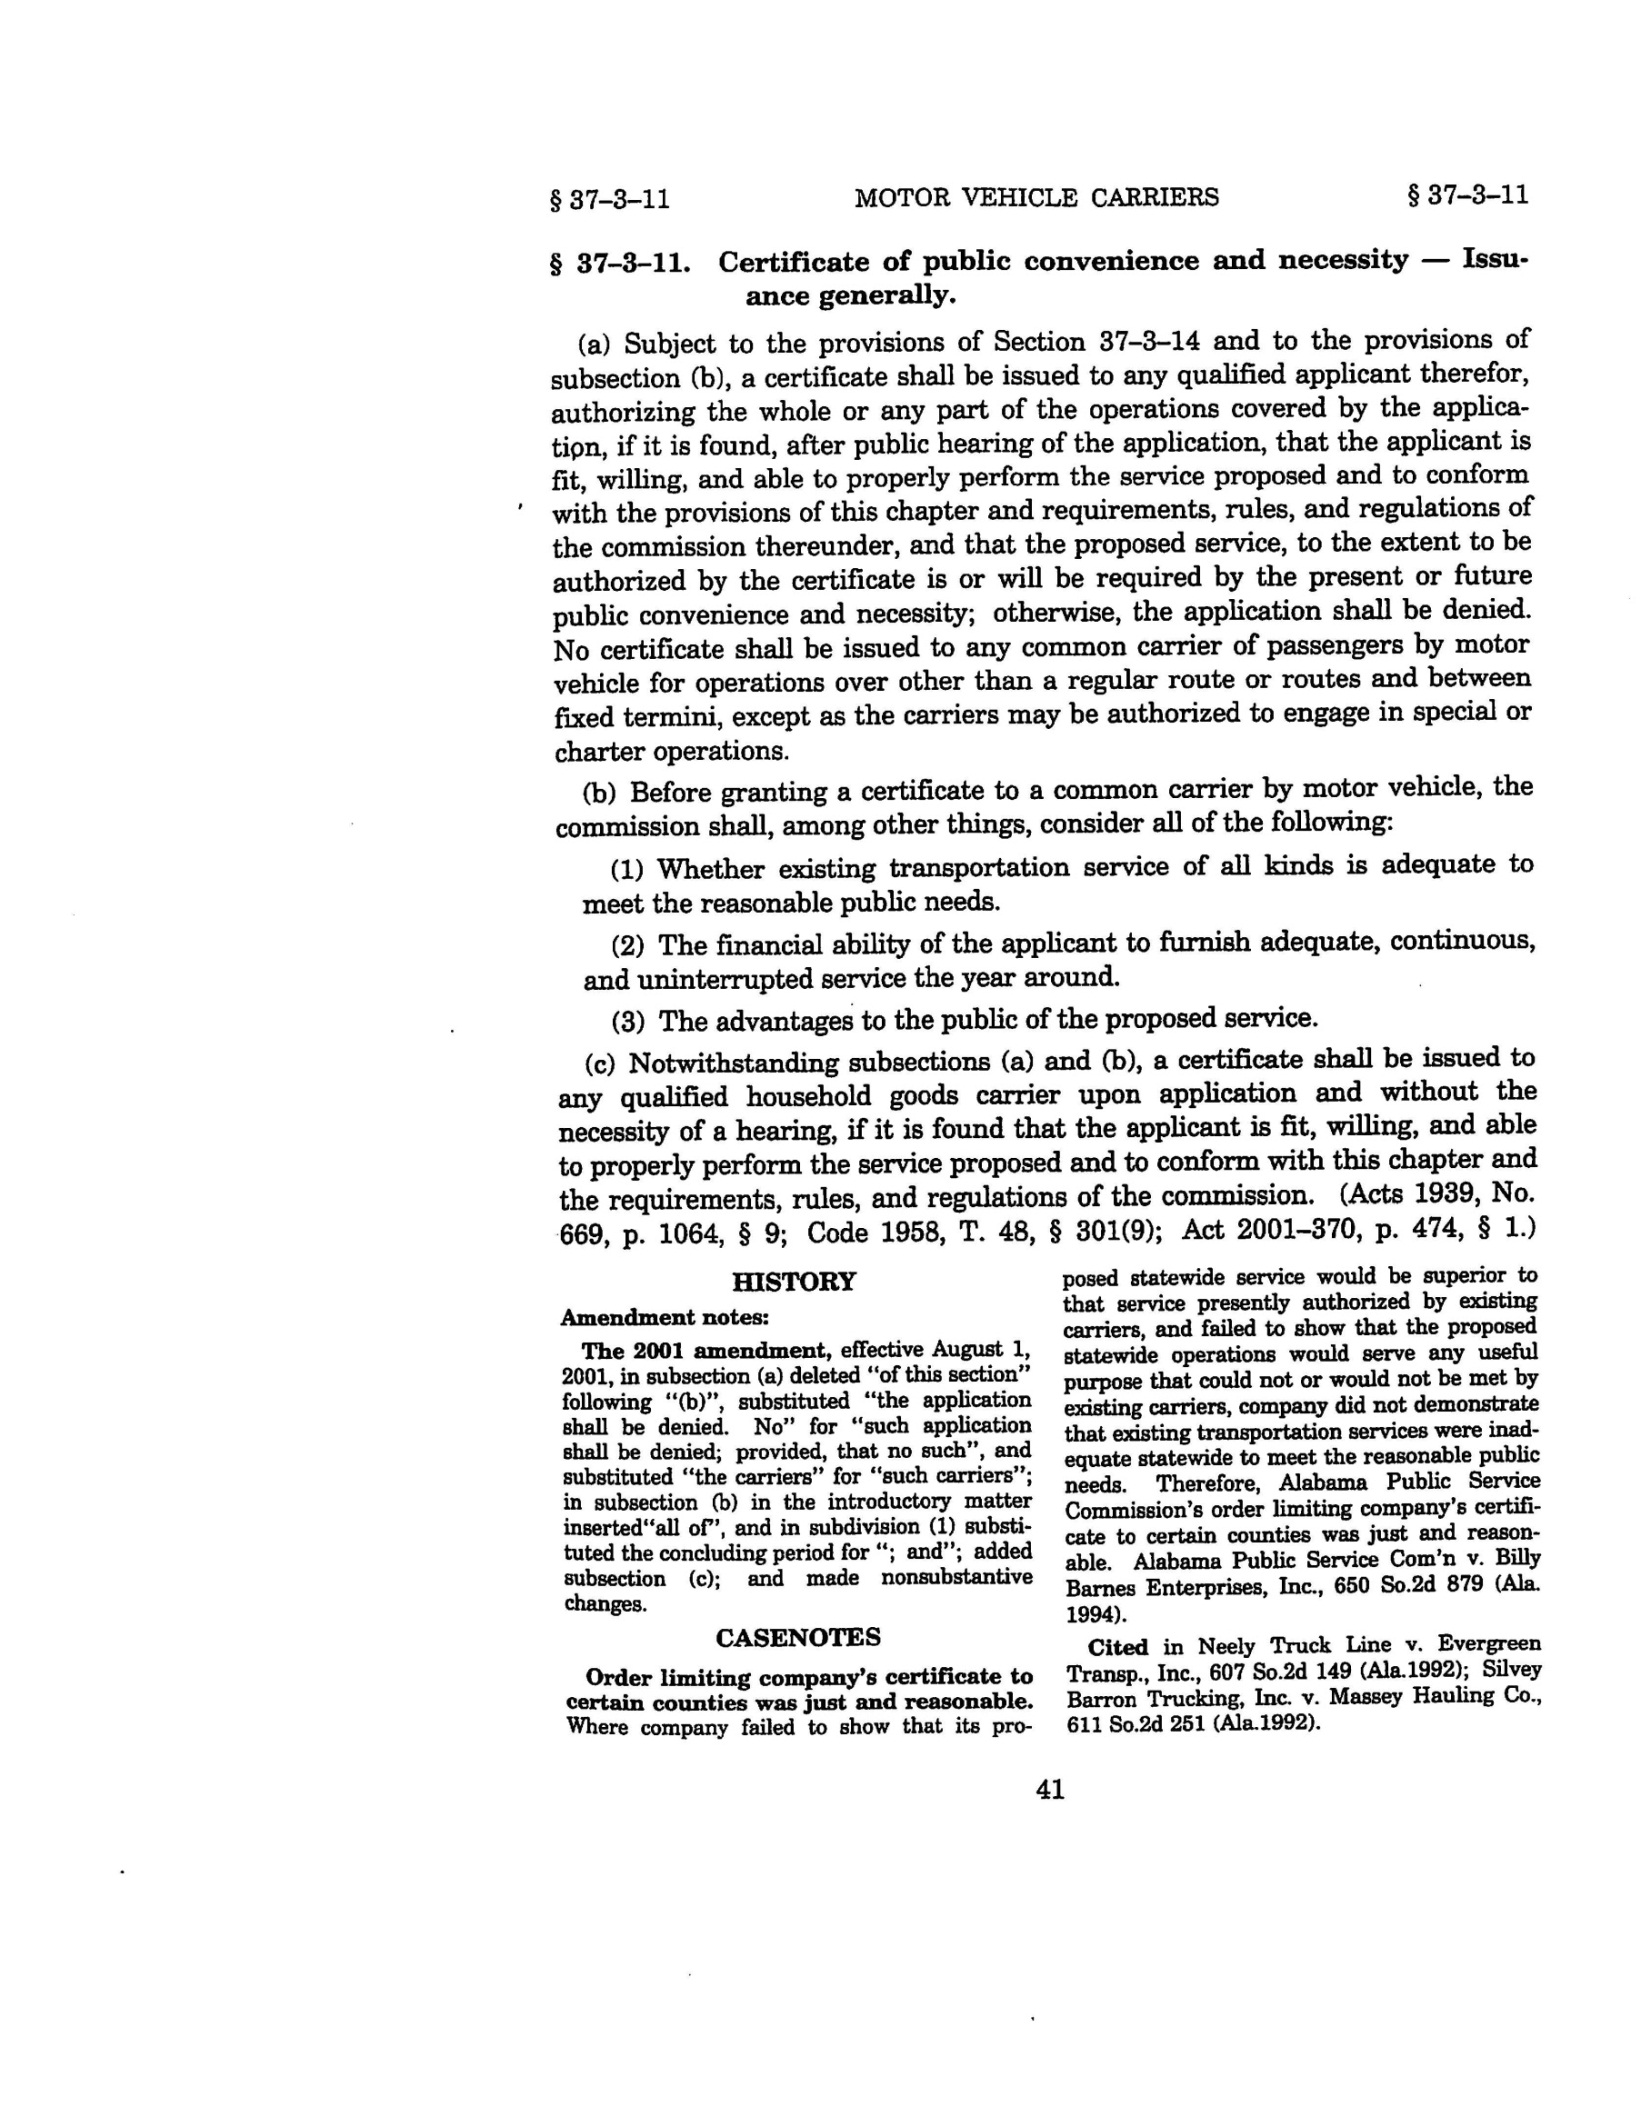 § 37–3–11 MOTOR VEHICLE CARRIERS § 37–3–11
§ 37–3–11. Certificate of public convenience and necessity — Issu-
ance generally.
(a) Subject to the provisions of Section 37–3–14 and to the provisions of
subsection (b), a certificate shall be issued to any qualified applicant therefor,
authorizing the whole or any part of the operations covered by the applica-
tion, if it is found, after public hearing of the application, that the applicant is
fit, willing, and able to properly perform the service proposed and to conform
with the provisions of this chapter and requirements, rules, and regulations of
the commission thereunder, and that the proposed service, to the extent to be
authorized by the certificate is or will be required by the present or future
public convenience and necessity; otherwise, the application shall be denied.
No certificate shall be issued to any common carrier of passengers by motor
vehicle for operations over other than a regular route or routes and between
fixed termini, except as the carriers may be authorized to engage in special or
charter operations.
(b) Before granting a certificate to a common carrier by motor vehicle, the
commission shall, among other things, consider all of the following:
(1) Whether existing transportation service of all kinds is adequate to
meet the reasonable public needs.
(2) The financial ability of the applicant to furnish adequate, continuous,
and uninterrupted service the year around.
(3) The advantages to the public of the proposed service.
(c) Notwithstanding subsections (a) and (b), a certificate shall be issued to
any qualified household goods carrier upon application and without the
necessity of a hearing, if it is found that the applicant is fit, willing, and able
to properly perform the service proposed and to conform with this chapter and
the requirements, rules, and regulations of the commission. (Acts 1939, No.
669, p. 1064, § 9; Code 1958, T. 48, § 301(9); Act 2001–370, p. 474, § 1.)
HISTORY
Amendment notes:
The 2001 amendment, effective August 1,
2001, in subsection (a) deleted “of this section”
following “(b)”, substituted “the application
shall be denied. No” for “such application
shall be denied; provided, that no such”, and
substituted “the carriers” for “such carriers”;
in subsection (b) in the introductory matter
inserted“all of”, and in subdivision (1) substi-
tuted the concluding period for “; and”; added
subsection (c); and made nonsubstantive
changes.
CASENOTES
Order limiting company's certificate to
certain counties was just and reasonable.
Where company failed to show that its pro-
posed statewide service would be superior to
that service presently authorized by existing
carriers, and failed to show that the proposed
statewide operations would serve any useful
purpose that could not or would not be met by
existing carriers, company did not demonstrate
that existing transportation services were inad-
equate statewide to meet the reasonable public
needs. Therefore, Alabama Public Service
Commission's order limiting company's certifi-
cate to certain counties was just and reason-
able. Alabama Public Service Com'n v. Billy
Barnes Enterprises, Inc., 650 So.2d 879 (Ala.
1994).
Cited in Neely Truck Line v. Evergreen
Transp., Inc., 607 So.2d 149 (Ala.1992); Silvey
Barron Trucking, Inc. v. Massey Hauling Co.,
611 So.2d 251 (Ala.1992).
41